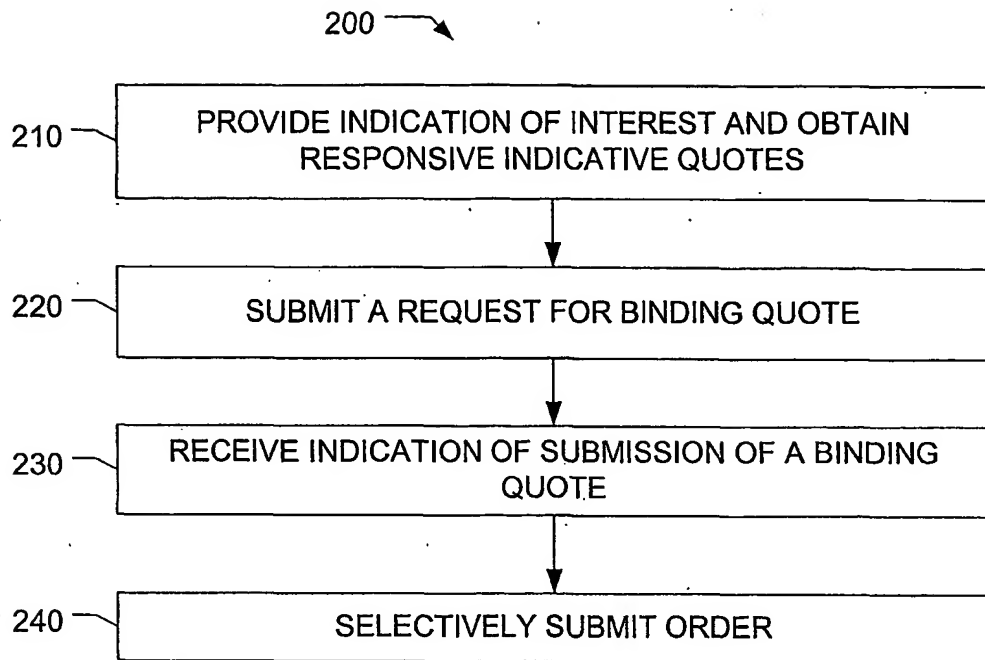 200
210
PROVIDE INDICATION OF INTEREST AND OBTAIN
RESPONSIVE INDICATIVE QUOTES
220
SUBMIT A REQUEST FOR BINDING QUOTE
230
RECEIVE INDICATION OF SUBMISSION OF A BINDING
QUOTE
240
SELECTIVELY SUBMIT ORDER